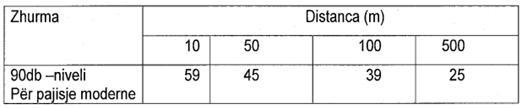 Zhurma Distanca (m)
10 50 100 500
90db –niveli 59 45 39 25
Për pajisje moderne